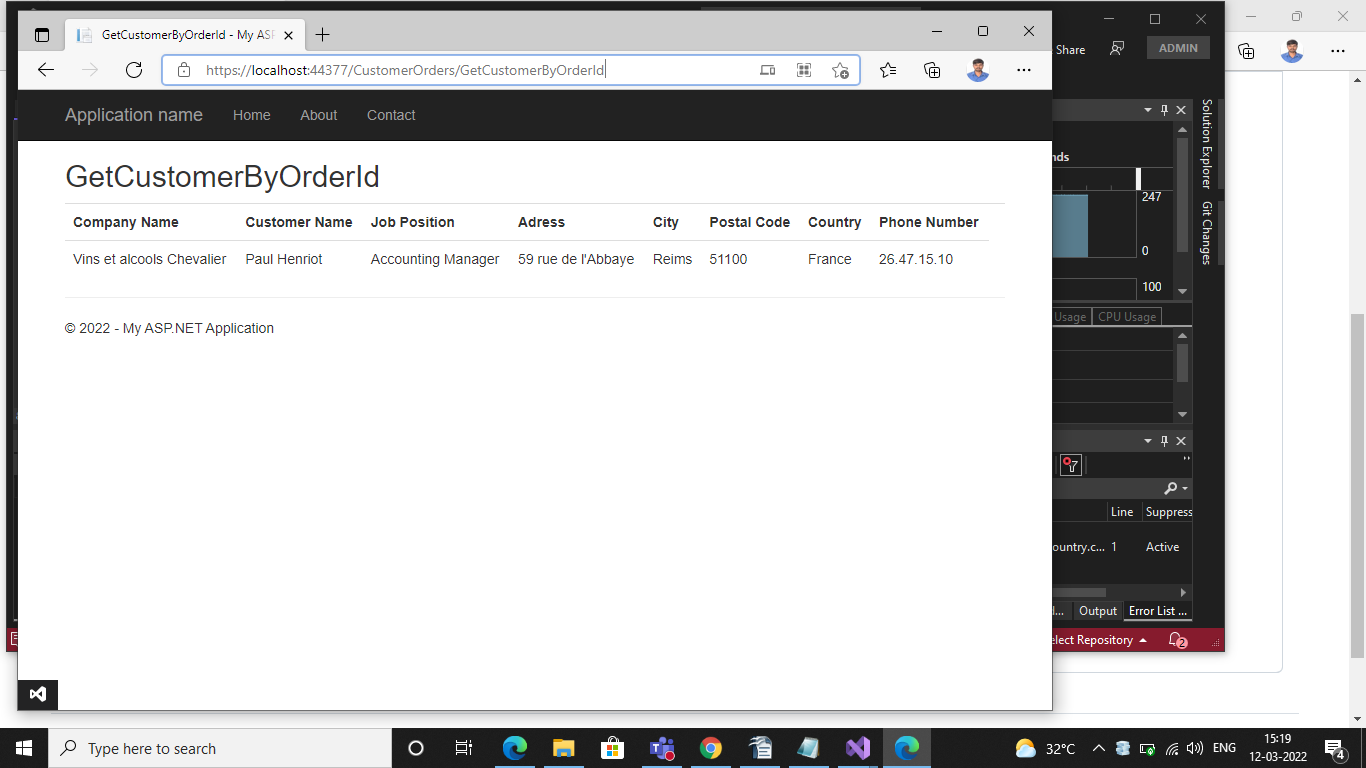 GetCustomerByOrderId - My ASF
https://localhost:44377/CustomerOrders/GetCustomerByOrderId
Share
ADMIN
Application name Home About Contact
GetCustomerByOrderId
Company Name Customer Name Job Position Adress City Postal Code Country Phone Number
Vins et alcools Chevalier Paul Henriot Accounting Manager 59 rue de l'Abbaye Reims 51100 France 26.47.15.10
© 2022 - My ASP.NET Application
nds
247
0
100
Usage CPU Usage
Solution Explorer
Git Changes
Line Suppress
ountry.c... 1 Active
l... Output Error List ...
elect Repository 2
Type here to search
32°C ENG 15:19
12-03-2022
4